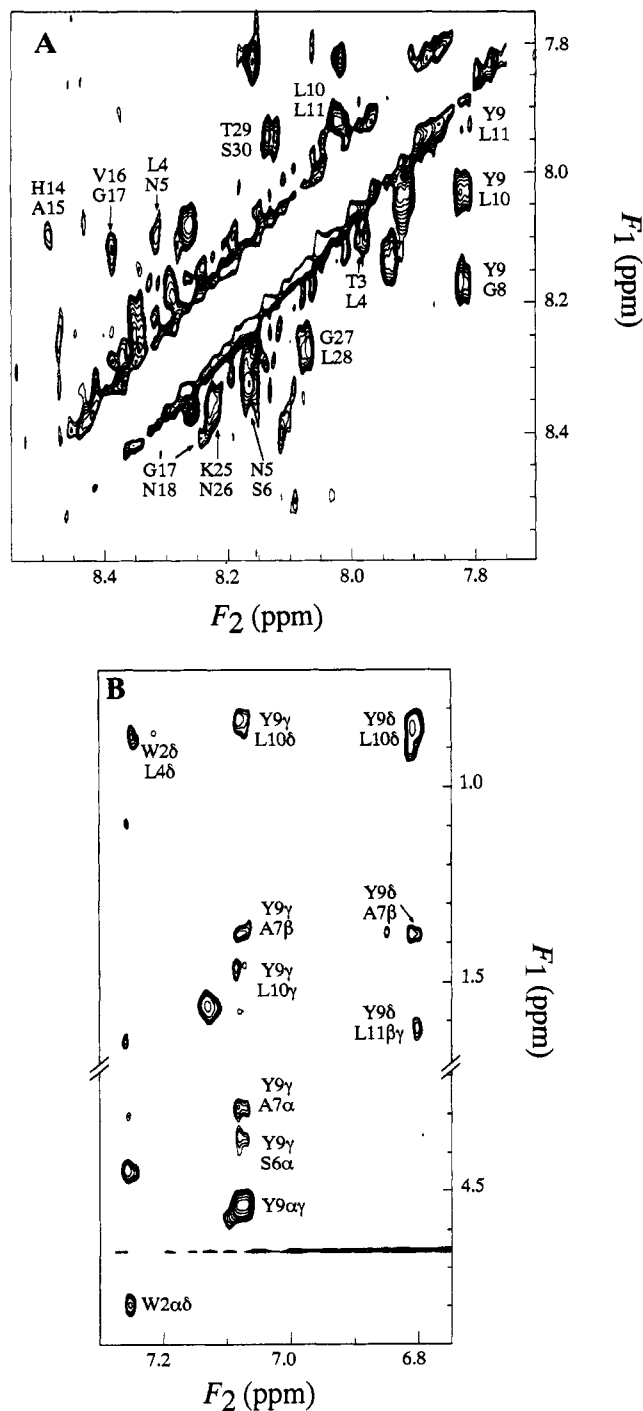 A
7.8
L10
L11
T29
S30
Y9
L11
V16
G17
L4
N5
H14
A15
8.0
Y9
L10
F1 (ppm)
T3
L4
Y9
G8
8.2
G27
L28
8.4
G17
N18
K25
N26
N5
S6
8.4 8.2 8.0 7.8
F2 (ppm)
B
W2δ
L4δ
Y9γ
L10δ
Y9δ
L10δ
1.0
Y9γ
A7β
Y9δ
A7β
Y9γ
L10γ
F1 (ppm)
1.5
Y9δ
L11βγ
Y9γ
A7α
Y9γ
S6α
4.5
Y9αγ
W2αδ
7.2 7.0 6.8
F2 (ppm)